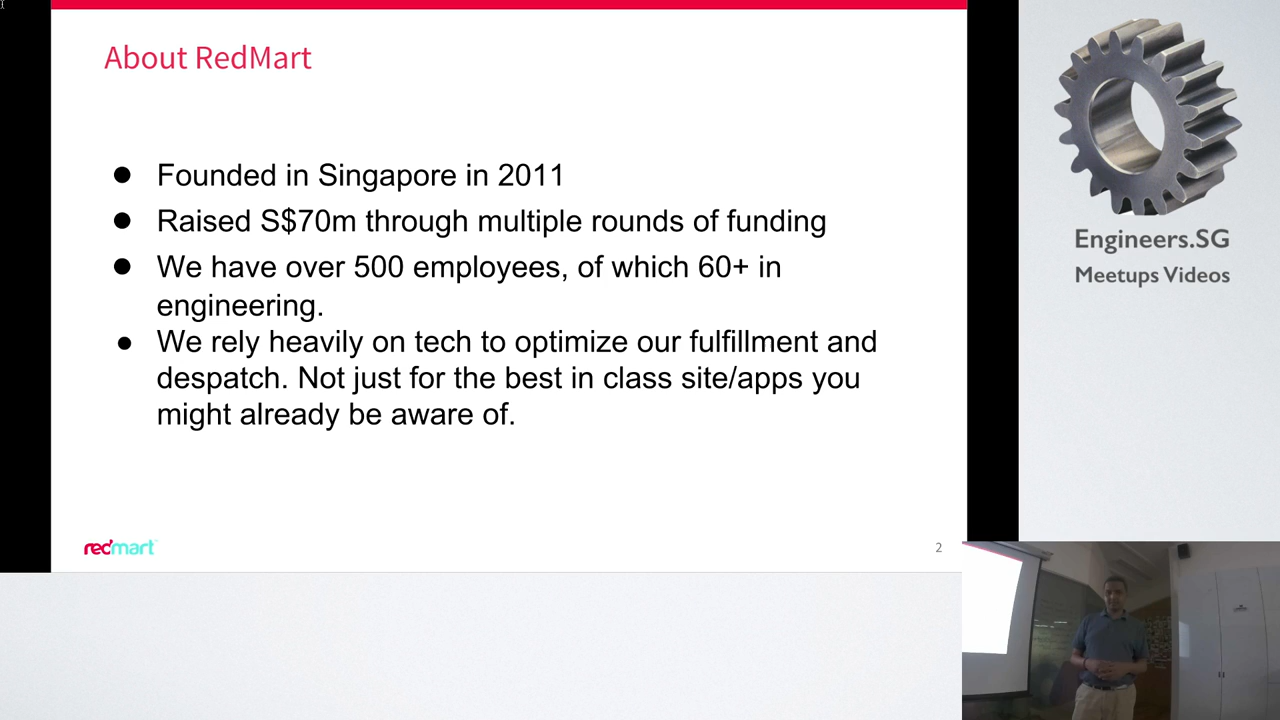 About RedMart
● Founded in Singapore in 2011
● Raised S$70m through multiple rounds of funding
● We have over 500 employees, of which 60+ in
engineering.
● We rely heavily on tech to optimize our fulfillment and
despatch. Not just for the best in class site/apps you
might already be aware of.
redmart
2
Engineers.SG
Meetups Videos